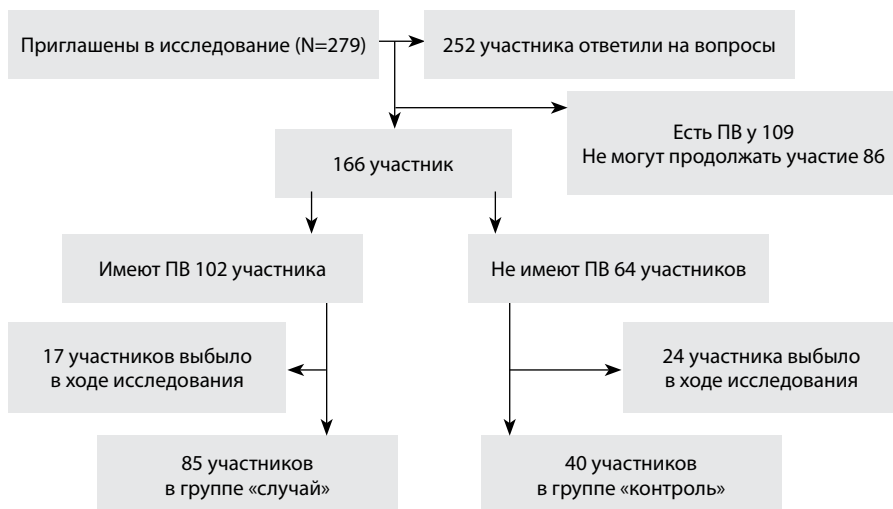 Приглашены в исследование (N=279)
252 участника ответили на вопросы
Есть ПВ у 109
Не могут продолжать участие 86
166 участник
Имеют ПВ 102 участника
Не имеют ПВ 64 участников
17 участников выбыло
в ходе исследования
24 участника выбыло
в ходе исследования
85 участников
в группе «случай»
40 участников
в группе «контроль»